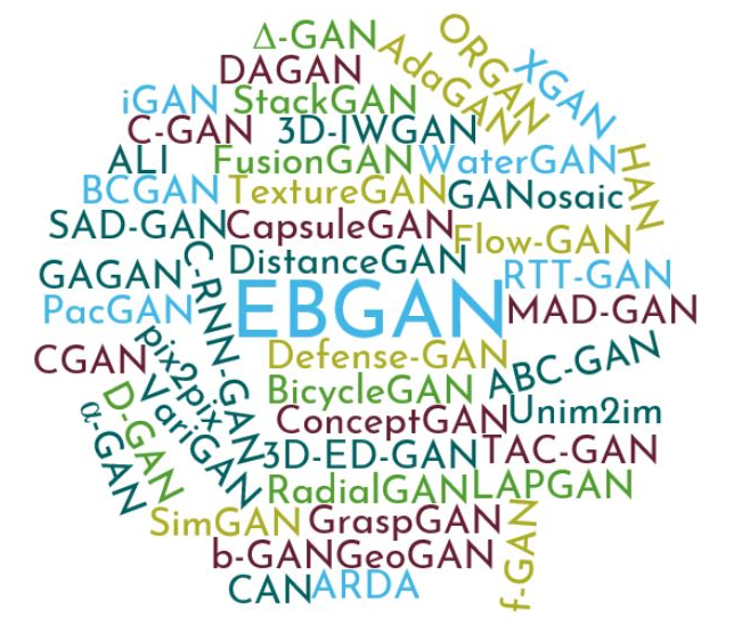 Δ-GAN
AdaGAN
ORGAN
XGAN
DAGAN
iGAN
StackGAN
C-GAN
3D-IWGAN
ALI
FusionGAN
WaterGAN
HAN
BCGAN
TextureGAN
GANosaic
SAD-GAN
CapsuleGAN
Flow-GAN
C-RNN-GAN
DistanceGAN
GAGAN
RTT-GAN
PacGAN
EBGAN
MAD-GAN
CGAN
pix2pix
Defense-GAN
ABC-GAN
VariGAN
BicycleGAN
D-GAN
α-GAN
ConceptGAN
Unim2im
3D-ED-GAN
TAC-GAN
RadialGAN
LAPGAN
SimGAN
GraspGAN
f-GAN
b-GAN
GeoGAN
CAN
ARDA